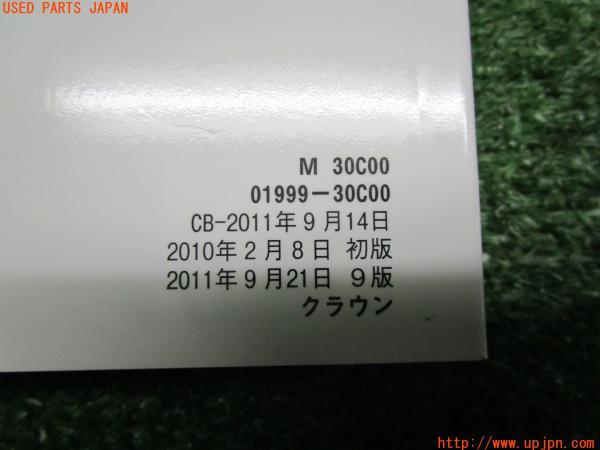 USED PARTS JAPAN
M 30C00
01999-30C00
CB-2011年9月14日
2010年2月8日 初版
2011年9月21日 9版
クラウン
http://www.upjpn.com/